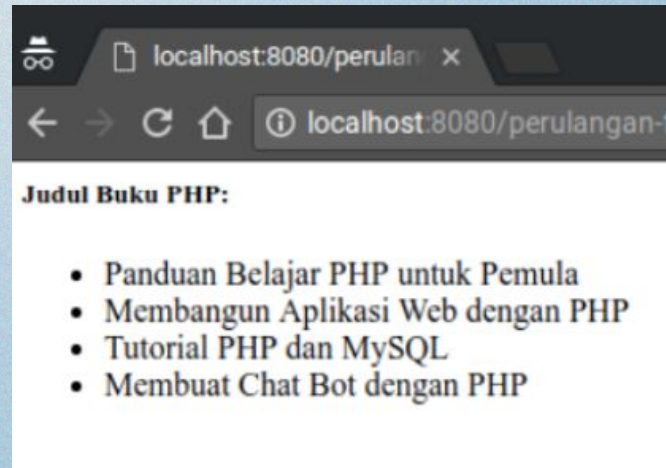 localhost:8080/perulan
localhost:8080/perulangan-
Judul Buku PHP:
• Panduan Belajar PHP untuk Pemula
• Membangun Aplikasi Web dengan PHP
• Tutorial PHP dan MySQL
• Membuat Chat Bot dengan PHP